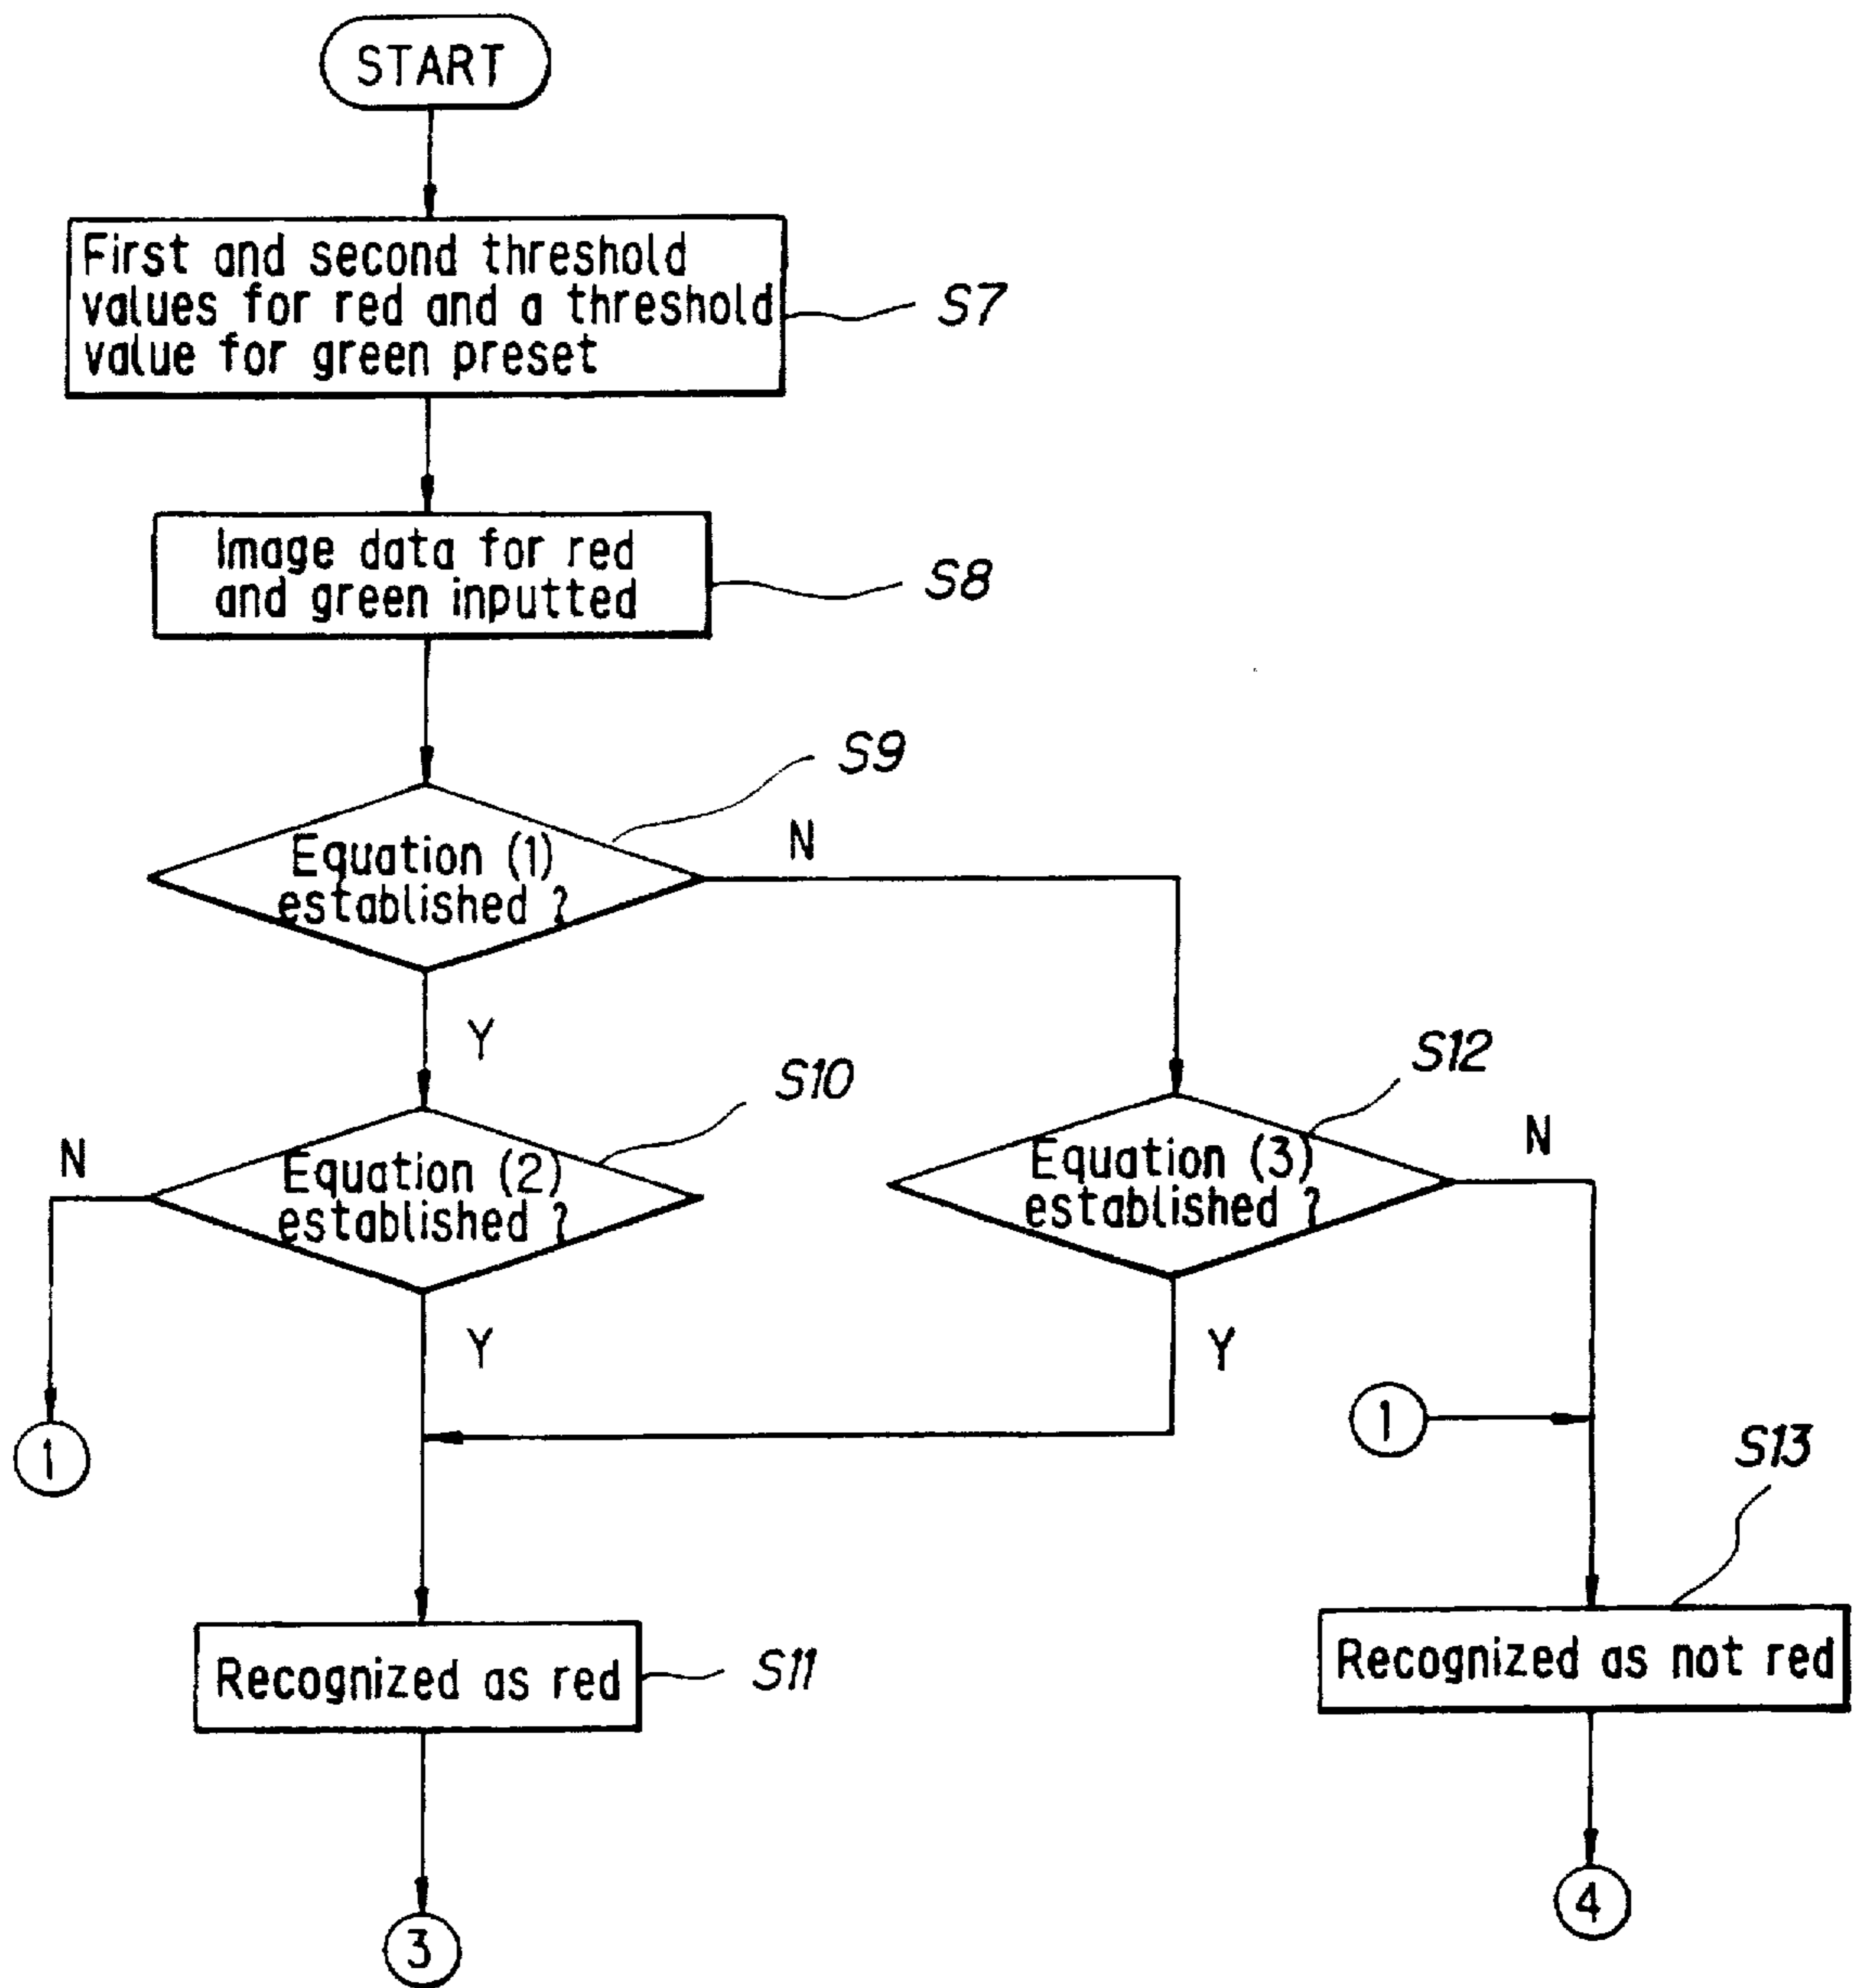 START
First and second threshold
values for red and a threshold
value for green preset
S7
Image data for red
and green inputted
S8
S9
Equation (1)
established ?
N
Y
S10
S12
N
Equation (2)
established ?
Equation (3)
established ?
N
Y
Y
1
1
S13
Recognized as red
S11
Recognized as not red
3
4